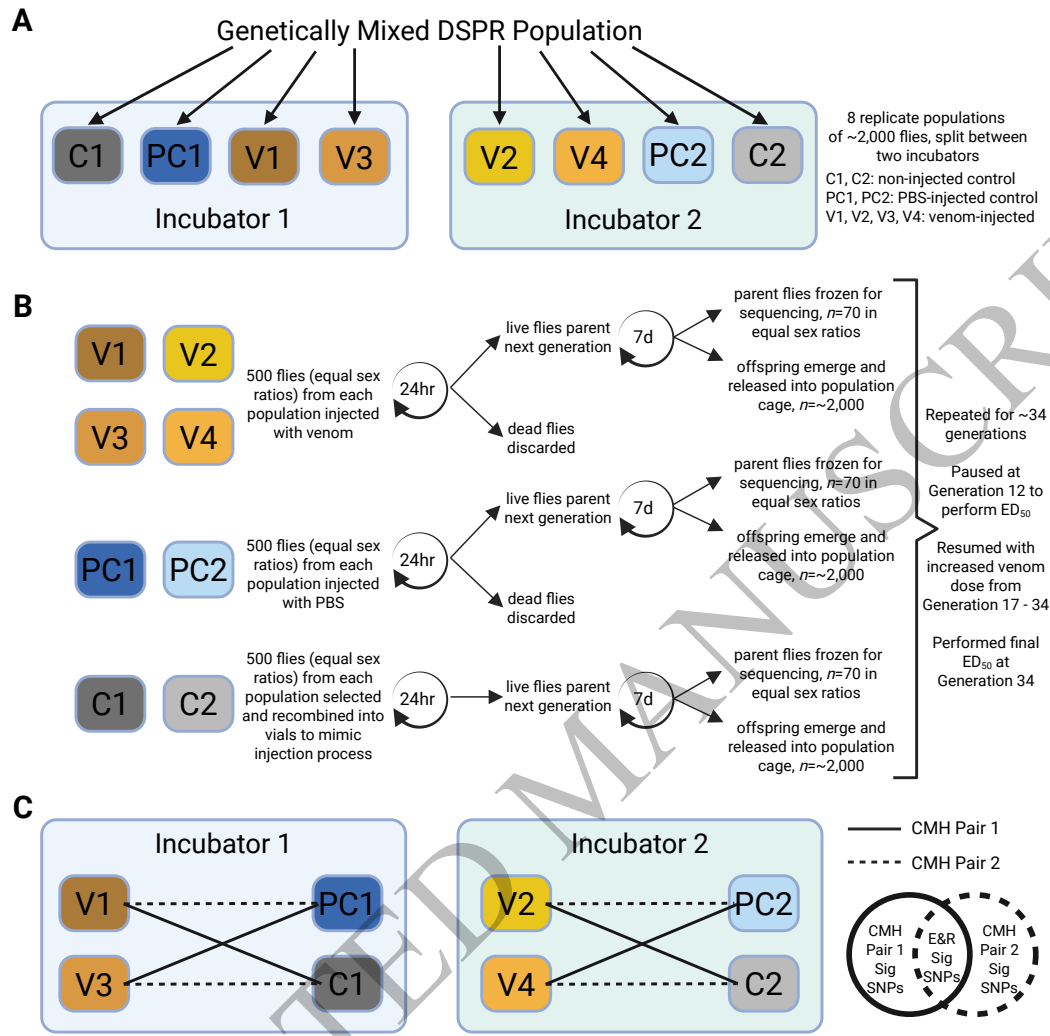 A
Genetically Mixed DSPR Population
C1
PC1
V1
V3
Incubator 1
V2
V4
PC2
C2
Incubator 2
8 replicate populations
of ~2,000 flies, split between
two incubators
C1, C2: non-injected control
PC1, PC2: PBS-injected control
V1, V2, V3, V4: venom-injected
B
V1
V2
V3
V4
500 flies (equal sex
ratios) from each
population injected
with venom
24hr
live flies parent
next generation
dead flies
discarded
7d
parent flies frozen for
sequencing, n=70 in
equal sex ratios
offspring emerge and
released into population
cage, n=~2,000
PC1
PC2
500 flies (equal sex
ratios) from each
population injected
with PBS
24hr
live flies parent
next generation
dead flies
discarded
7d
parent flies frozen for
sequencing, n=70 in
equal sex ratios
offspring emerge and
released into population
cage, n=~2,000
C1
C2
500 flies (equal sex
ratios) from each
population selected
and recombined into
vials to mimic
injection process
24hr
live flies parent
next generation
7d
parent flies frozen for
sequencing, n=70 in
equal sex ratios
offspring emerge and
released into population
cage, n=~2,000
Repeated for ~34
generations
Paused at
Generation 12 to
perform ED50
Resumed with
increased venom
dose from
Generation 17 - 34
Performed final
ED50 at
Generation 34
C
Incubator 1
V1
PC1
V3
C1
Incubator 2
V2
PC2
V4
C2
CMH Pair 1
CMH Pair 2
CMH
Pair 1
Sig
SNPs
E&R
Sig
SNPs
CMH
Pair 2
Sig
SNPs